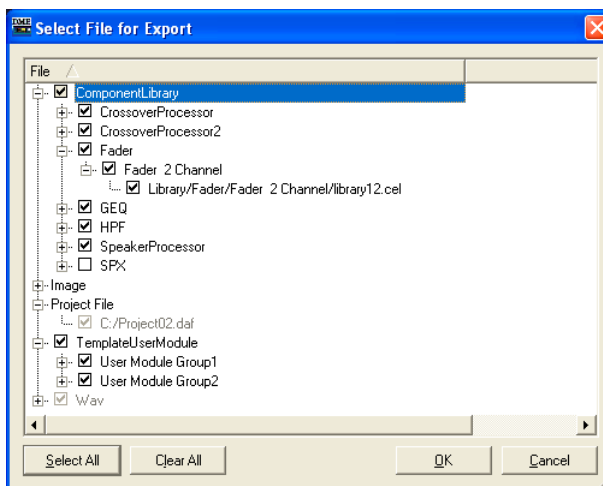 DME
Select File for Export
File
ComponentLibrary
CrossoverProcessor
CrossoverProcessor2
Fader
Fader 2 Channel
Library/Fader/Fader 2 Channel/library12.cel
GEQ
HPF
SpeakerProcessor
SPX
Image
Project File
C:/Project02.daf
TemplateUserModule
User Module Group1
User Module Group2
Wav
Select All Clear All OK Cancel